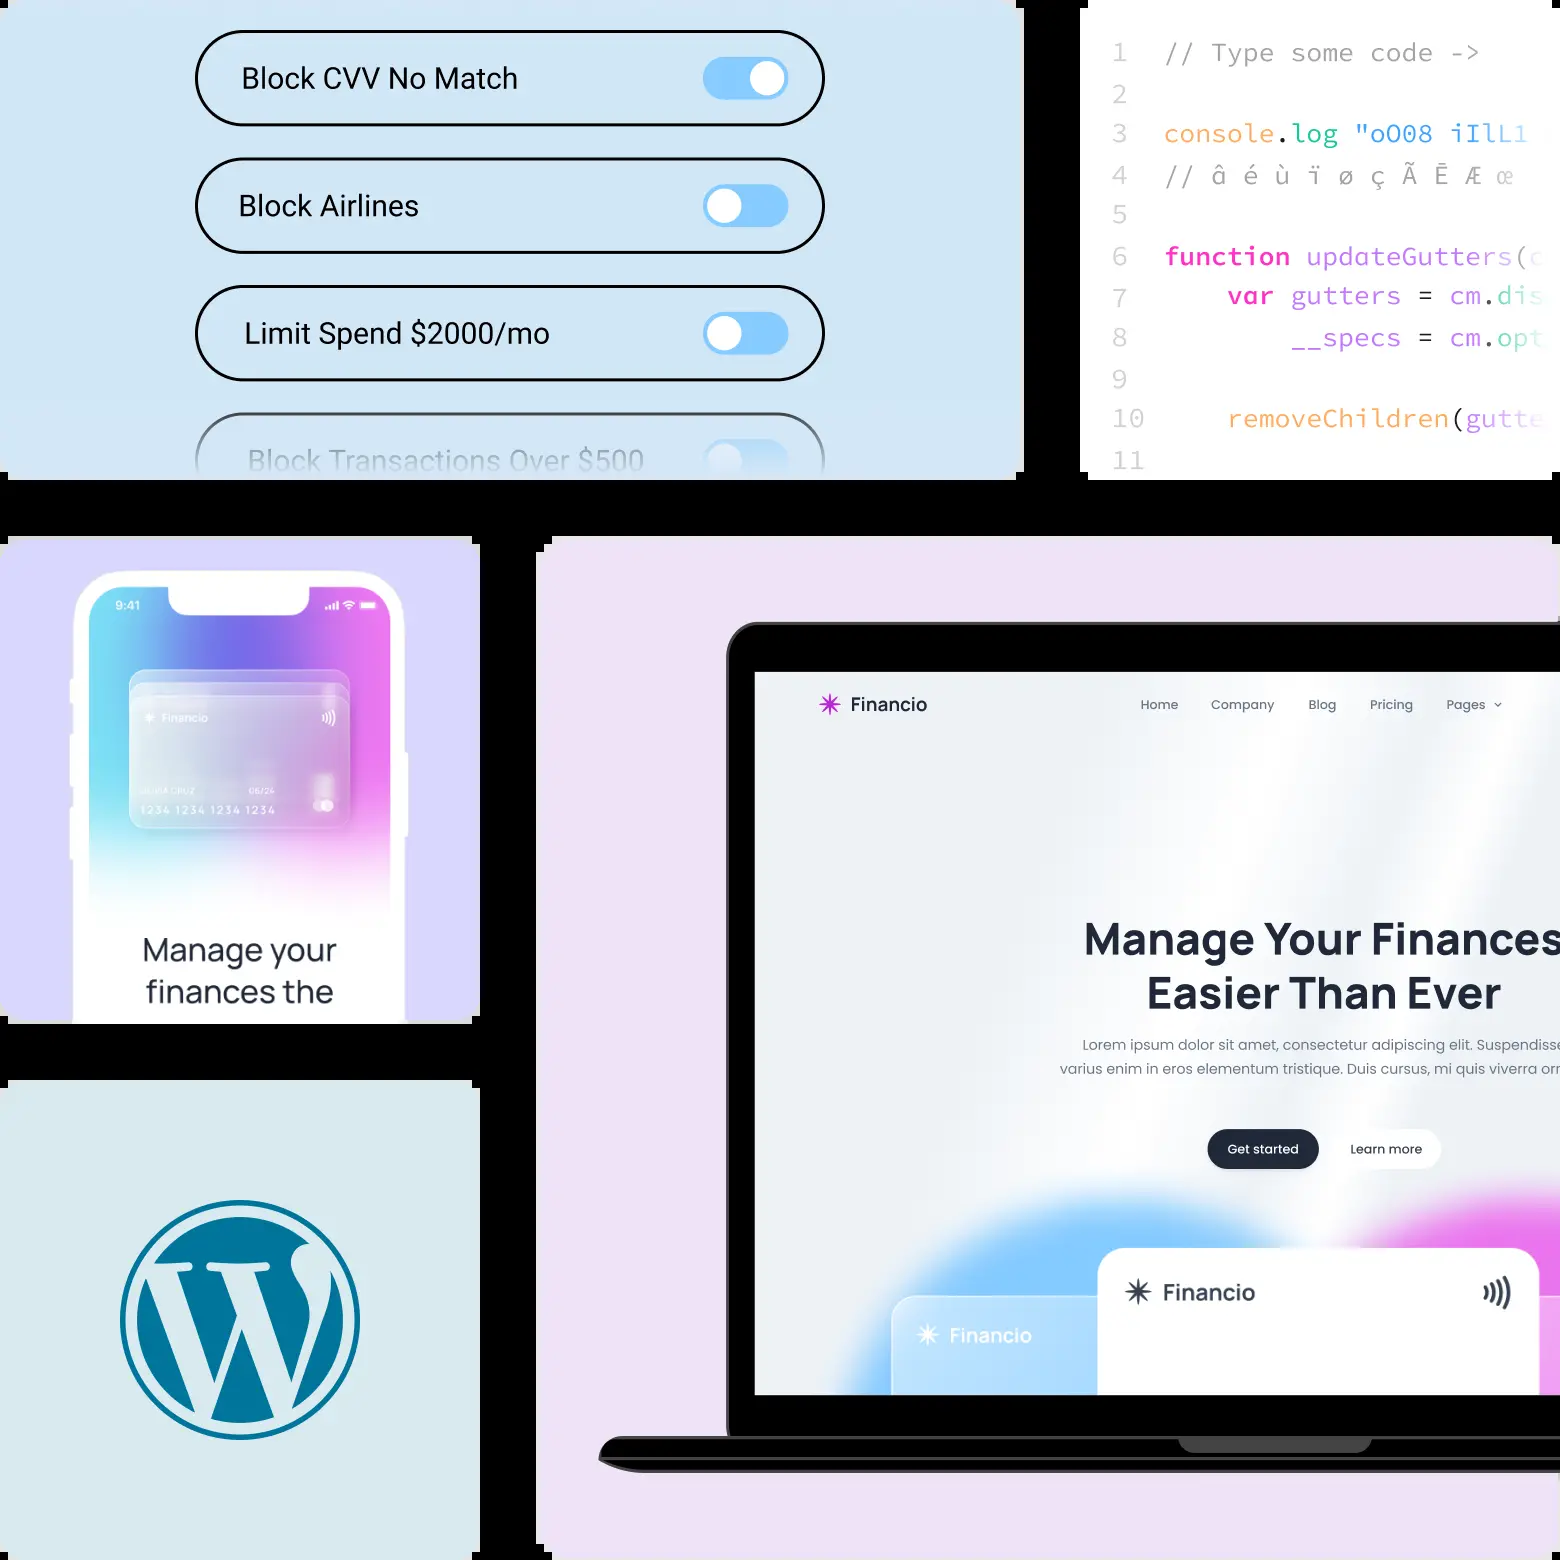 Block CVV No Match
Block Airlines
Limit Spend $2000/mo
Block Transactions Over $500
1 // Type some code ->
2
3 console.log "oO08 iIlL1
4 // â é ù ï ø ç Ã Ē Æ œ
5
6 function updateGutters(c
7 var gutters = cm.dis
8 __specs = cm.opt
9
10 removeChildren(gutte
11
9:41
Financio
CRUZ 06/26
1234 1234 1234 1234
Manage your
finances the
Financio Home Company Blog Pricing Pages
Manage Your Finances
Easier Than Ever
Lorem ipsum dolor sit amet, consectetur adipiscing elit. Suspendisse
varius enim in eros elementum tristique. Duis cursus, mi quis viverra orn
Get started Learn more
Financio
Financio